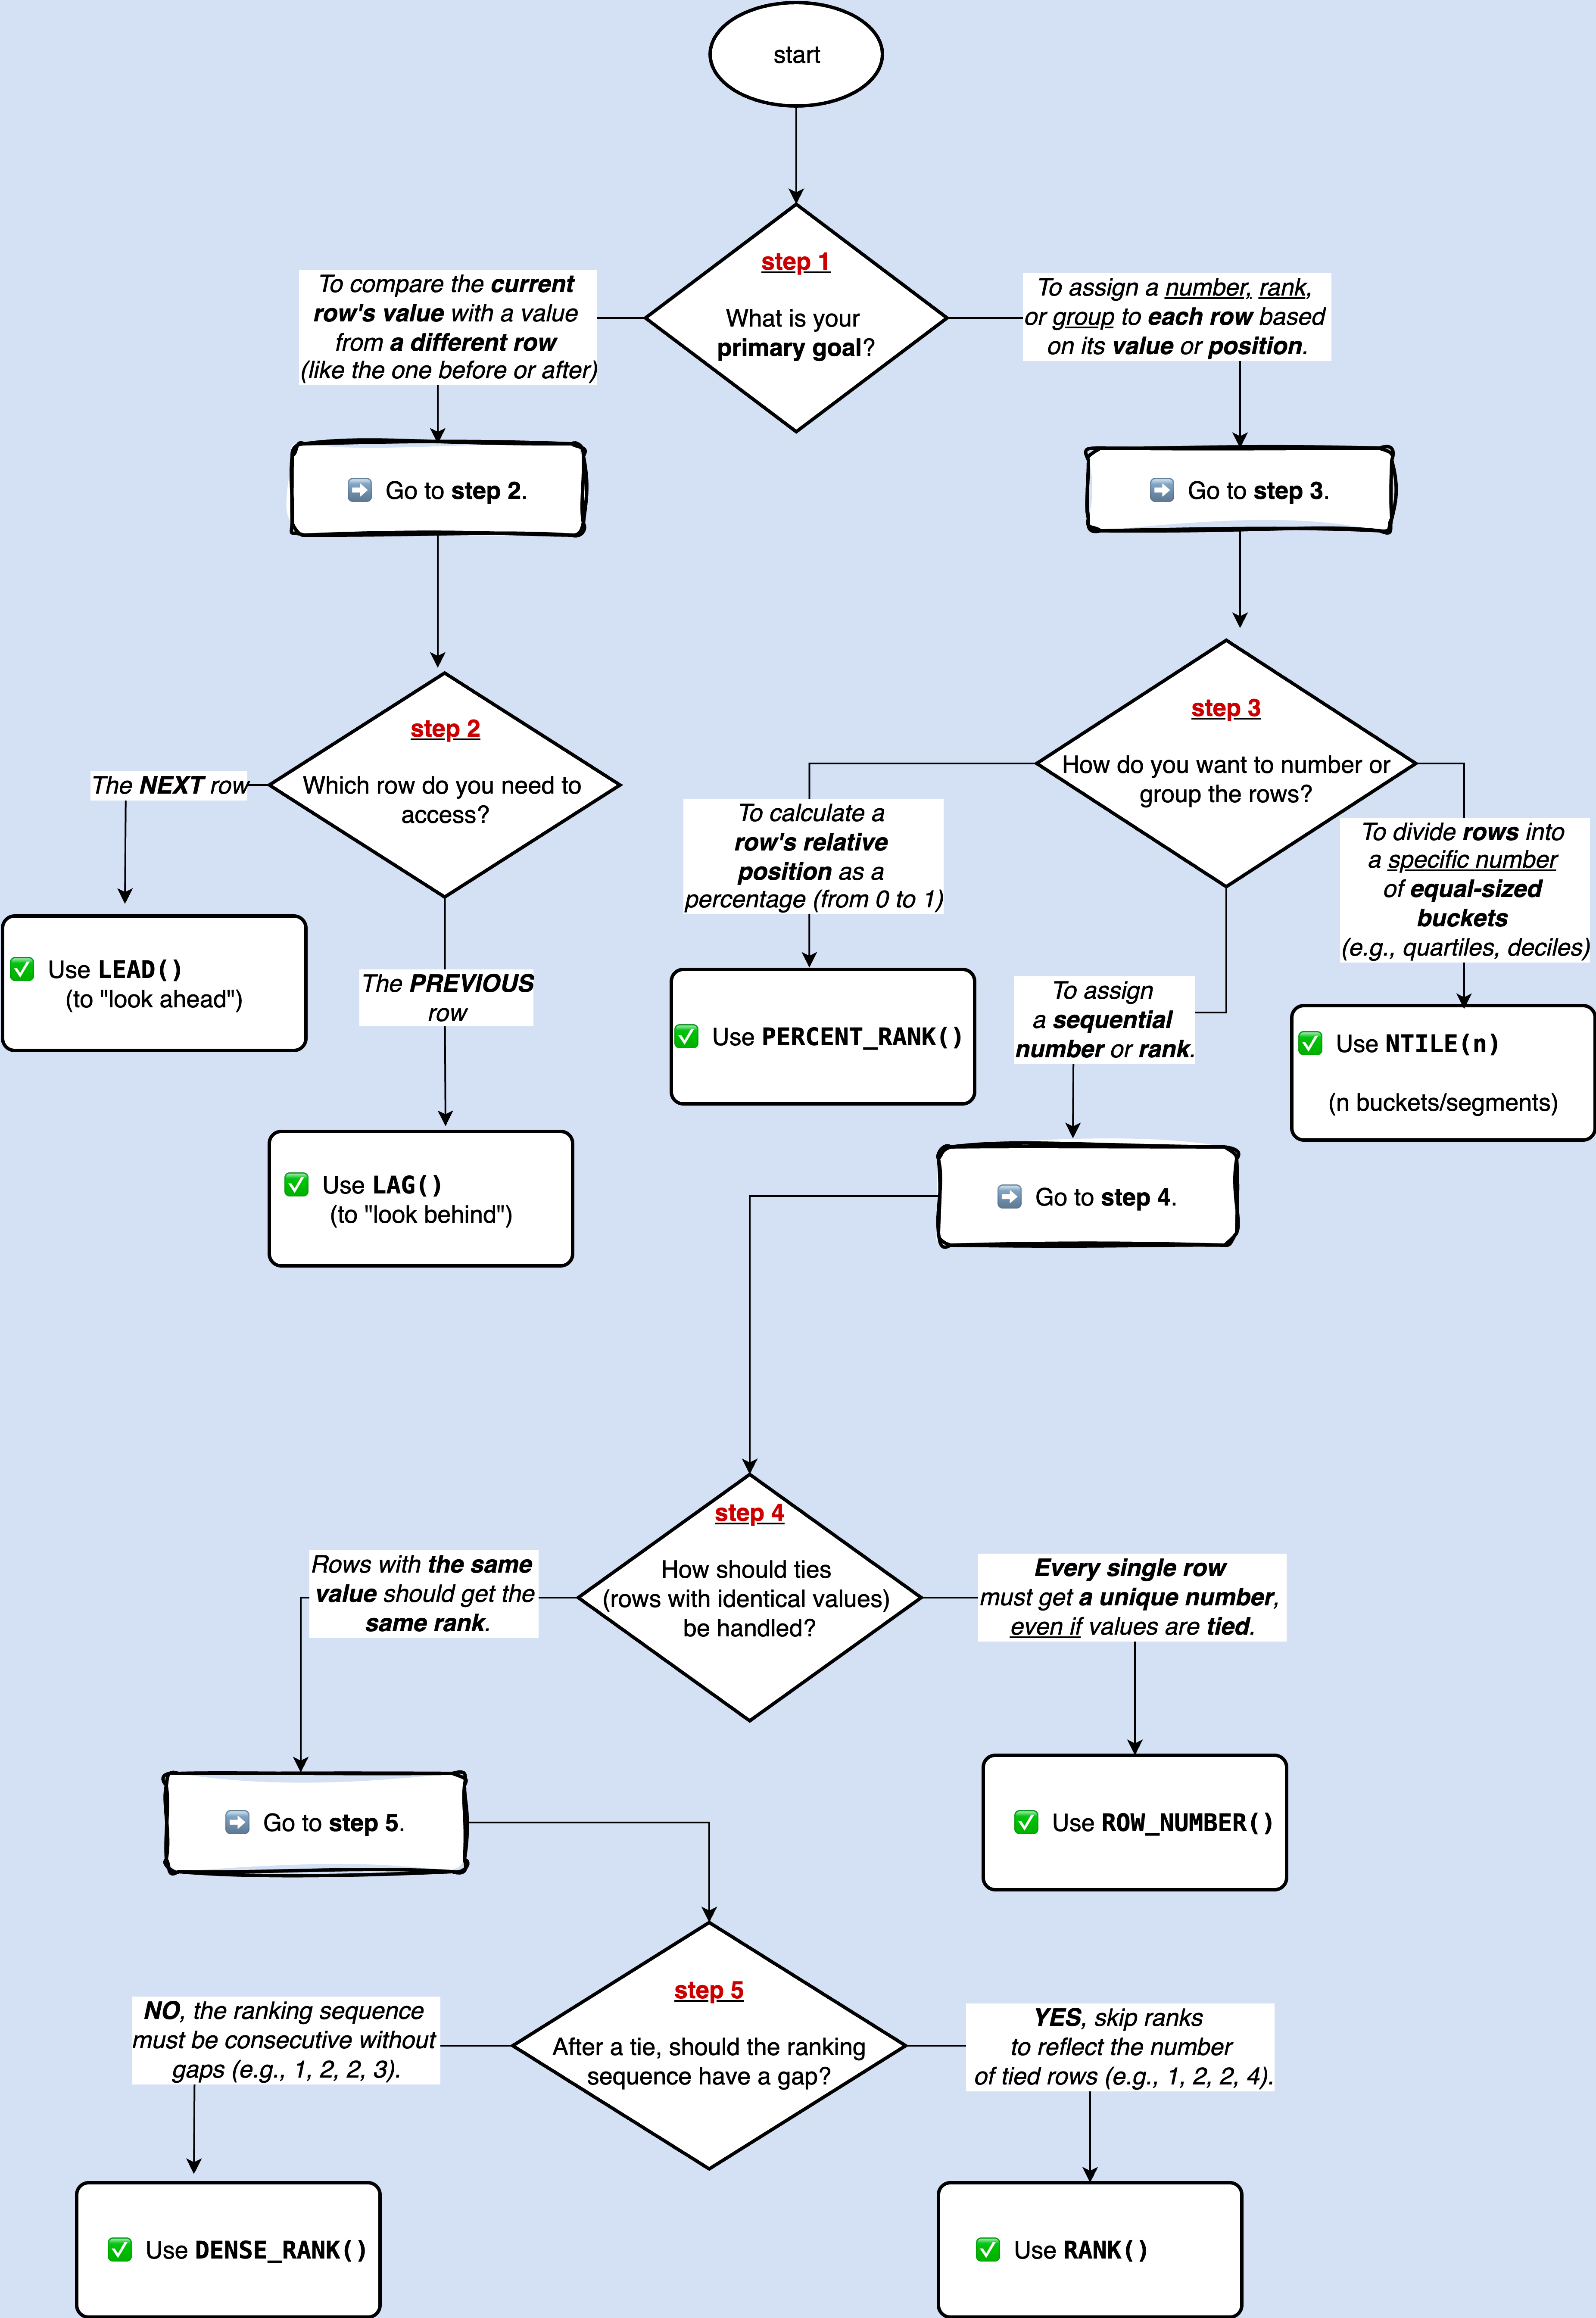 start
step 1
What is your
primary goal?
To compare the current
row's value with a value
from a different row
(like the one before or after)
To assign a number, rank,
or group to each row based
on its value or position.
➡️ Go to step 2.
➡️ Go to step 3.
step 2
Which row do you need to
access?
The NEXT row
✅ Use LEAD()
(to "look ahead")
The PREVIOUS
row
✅ Use LAG()
(to "look behind")
step 3
How do you want to number or
group the rows?
To calculate a
row's relative
position as a
percentage (from 0 to 1)
✅ Use PERCENT_RANK()
To assign
a sequential
number or rank.
To divide rows into
a specific number
of equal-sized
buckets
(e.g., quartiles, deciles)
✅ Use NTILE(n)
(n buckets/segments)
➡️ Go to step 4.
step 4
How should ties
(rows with identical values)
be handled?
Rows with the same
value should get the
same rank.
Every single row
must get a unique number,
even if values are tied.
➡️ Go to step 5.
✅ Use ROW_NUMBER()
step 5
After a tie, should the ranking
sequence have a gap?
NO, the ranking sequence
must be consecutive without
gaps (e.g., 1, 2, 2, 3).
YES, skip ranks
to reflect the number
of tied rows (e.g., 1, 2, 2, 4).
✅ Use DENSE_RANK()
✅ Use RANK()